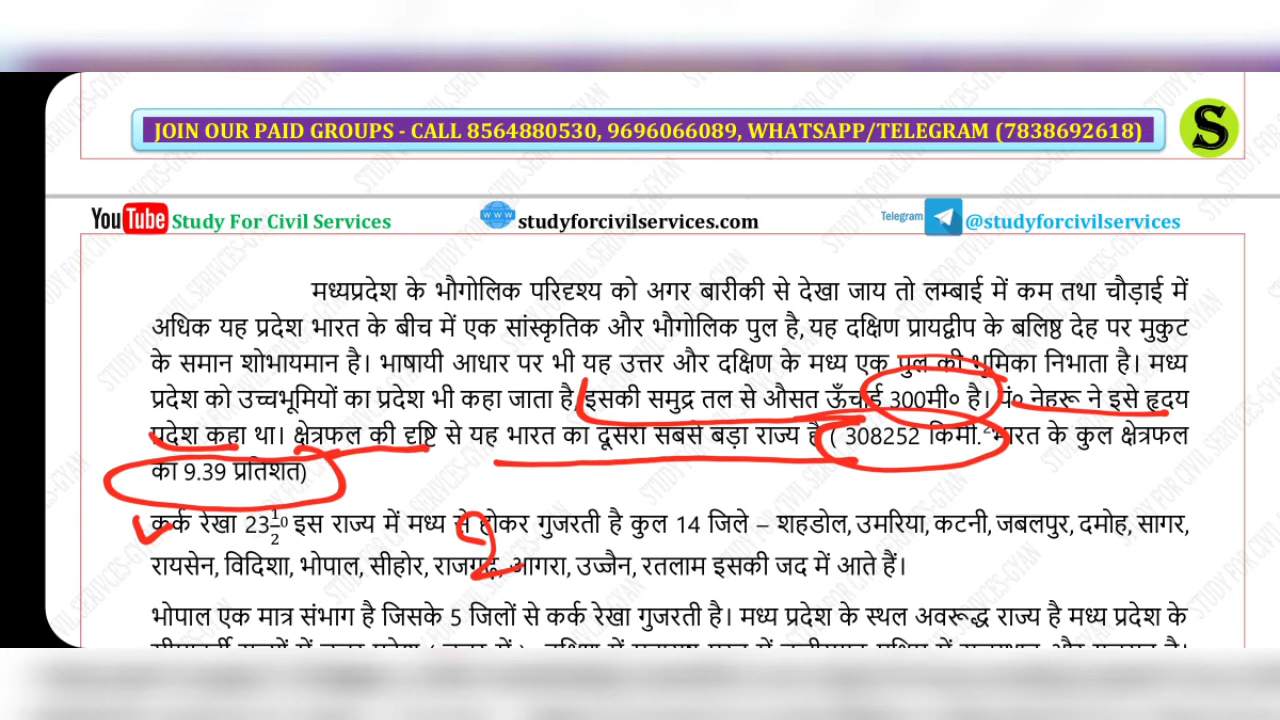 JOIN OUR PAID GROUPS - CALL 8564880530, 9696066089, WHATSAPP/TELEGRAM (7838692618)
S
YouTube Study For Civil Services
WWW studyforcivilservices.com
Telegram @studyforcivilservices
मध्यप्रदेश के भौगोलिक परिदृश्य को अगर बारीकी से देखा जाय तो लम्बाई में कम तथा चौड़ाई में
अधिक यह प्रदेश भारत के बीच में एक सांस्कृतिक और भौगोलिक पुल है, यह दक्षिण प्रायद्वीप के बलिष्ठ देह पर मुकुट
के समान शोभायमान है। भाषायी आधार पर भी यह उत्तर और दक्षिण के मध्य एक पुल की भूमिका निभाता है। मध्य
प्रदेश को उच्चभूमियों का प्रदेश भी कहा जाता है, इसकी समुद्र तल से औसत ऊँचाई 300मी० है। पं० नेहरू ने इसे हृदय
प्रदेश कहा था। क्षेत्रफल की दृष्टि से यह भारत का दूसरा सबसे बड़ा राज्य है ( 308252 किमी.² भारत के कुल क्षेत्रफल
का 9.39 प्रतिशत)
कर्क रेखा 23½⁰ इस राज्य में मध्य से होकर गुजरती है कुल 14 जिले – शहडोल, उमरिया, कटनी, जबलपुर, दमोह, सागर,
रायसेन, विदिशा, भोपाल, सीहोर, राजगढ़, आगरा, उज्जैन, रतलाम इसकी जद में आते हैं।
भोपाल एक मात्र संभाग है जिसके 5 जिलों से कर्क रेखा गुजरती है। मध्य प्रदेश के स्थल अवरूद्ध राज्य है मध्य प्रदेश के